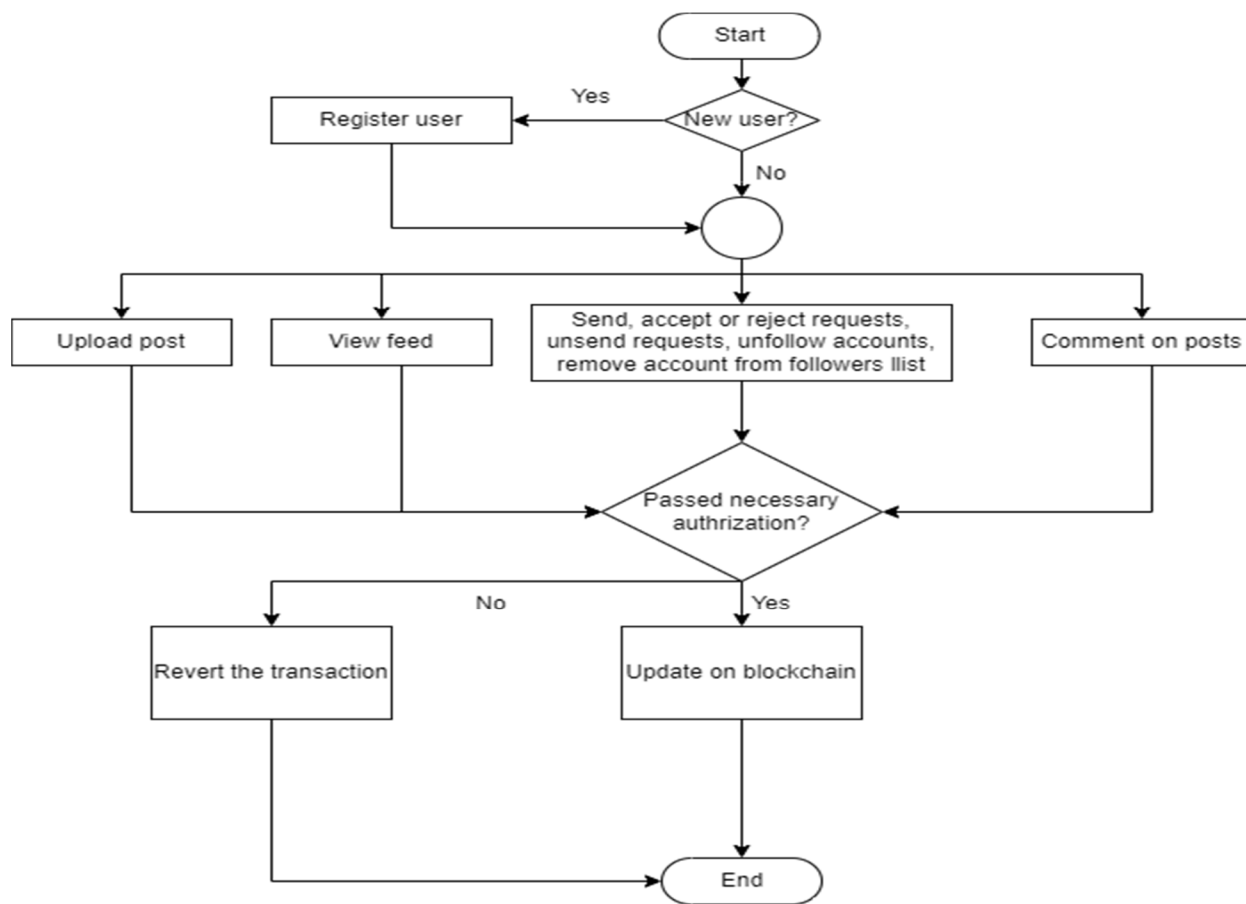 Start
Yes
New user?
Register user
No
Upload post
View feed
Send, accept or reject requests,
unsend requests, unfollow accounts,
remove account from followers llist
Comment on posts
Passed necessary
authrization?
No
Yes
Revert the transaction
Update on blockchain
End